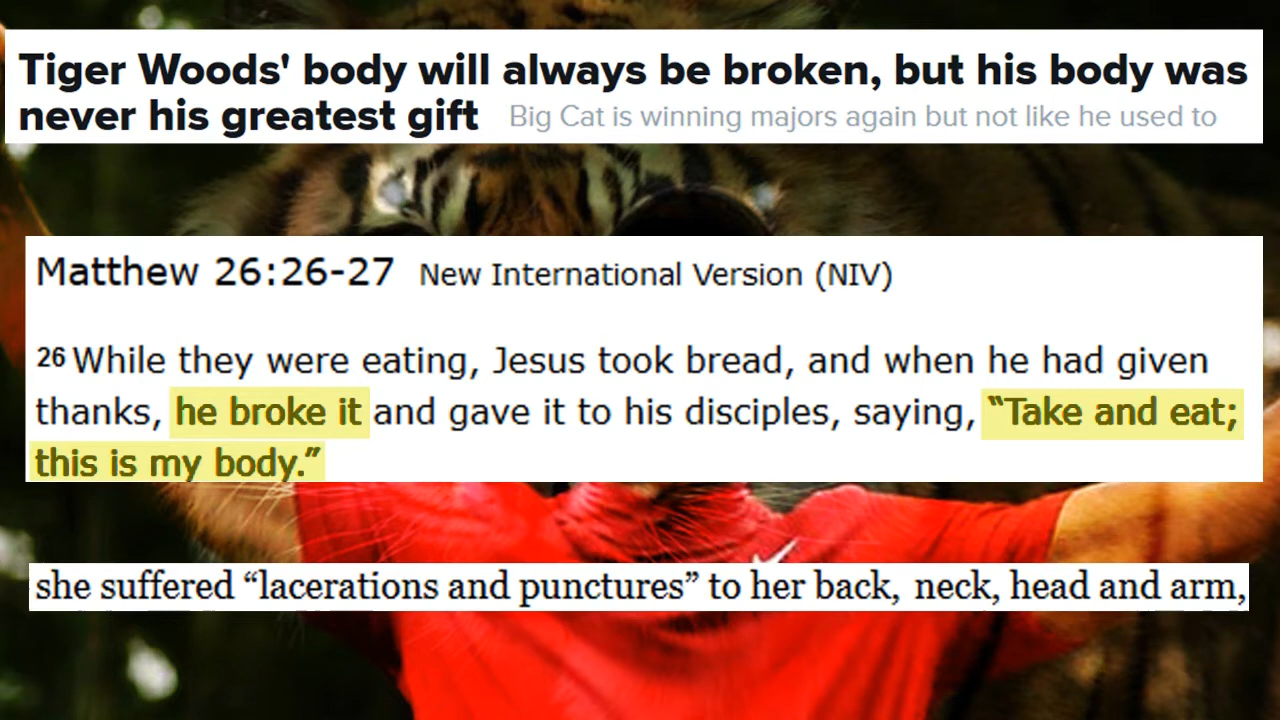 Tiger Woods' body will always be broken, but his body was
never his greatest gift Big Cat is winning majors again but not like he used to
Matthew 26:26-27 New International Version (NIV)
26 While they were eating, Jesus took bread, and when he had given
thanks, he broke it and gave it to his disciples, saying, “Take and eat;
this is my body.”
she suffered “lacerations and punctures” to her back, neck, head and arm,